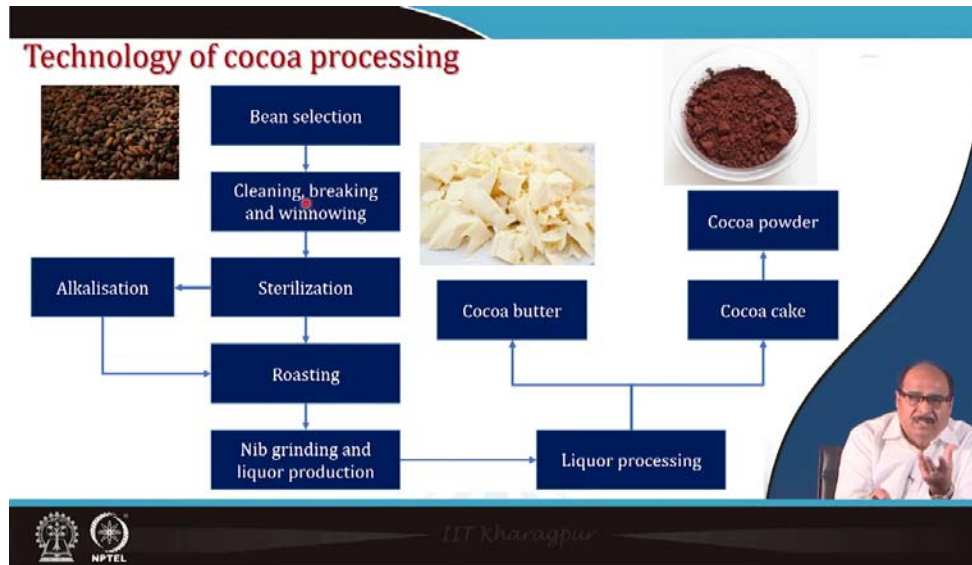 Technology of cocoa processing
Bean selection
Cleaning, breaking
and winnowing
Alkalisation
Sterilization
Roasting
Nib grinding and
liquor production
Liquor processing
Cocoa butter
Cocoa cake
Cocoa powder
NPTEL
IIT Kharagpur